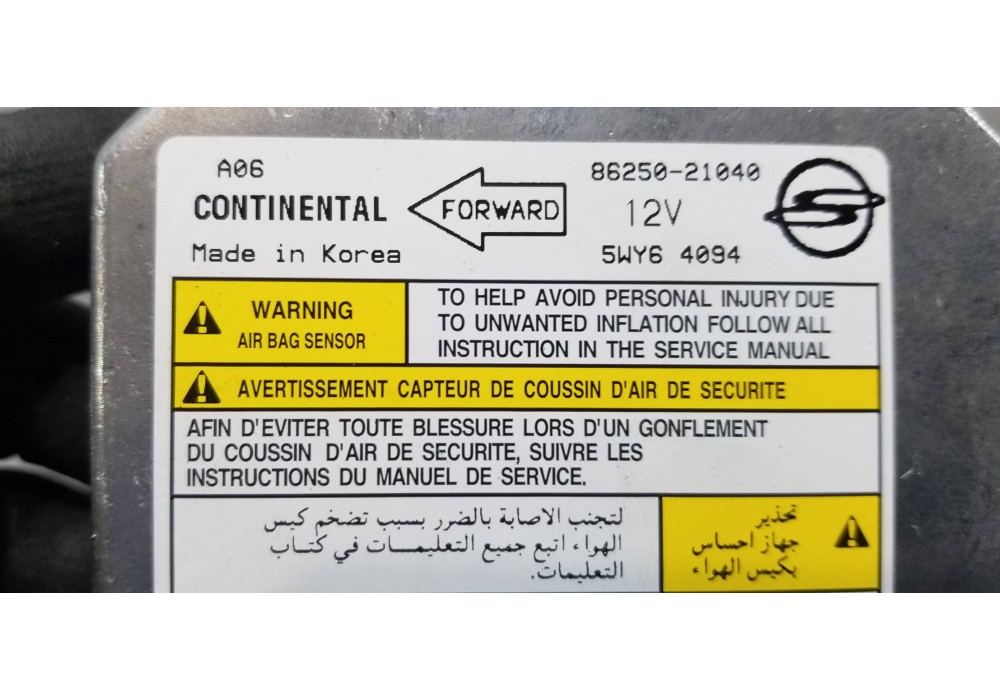 A06
CONTINENTAL
Made in Korea
FORWARD
86250-21040
12V
5WY6 4094
WARNING
AIR BAG SENSOR
TO HELP AVOID PERSONAL INJURY DUE
TO UNWANTED INFLATION FOLLOW ALL
INSTRUCTION IN THE SERVICE MANUAL
AVERTISSEMENT CAPTEUR DE COUSSIN D'AIR DE SECURITE
AFIN D'EVITER TOUTE BLESSURE LORS D'UN GONFLEMENT
DU COUSSIN D'AIR DE SECURITE, SUIVRE LES
INSTRUCTIONS DU MANUEL DE SERVICE.
تحذير
جهاز احساس
بكيس الهواء
لتجنب الاصابة بالضرر بسبب تضخم كيس
الهواء اتبع جميع التعليمـــات في كتـاب
التعليمات.